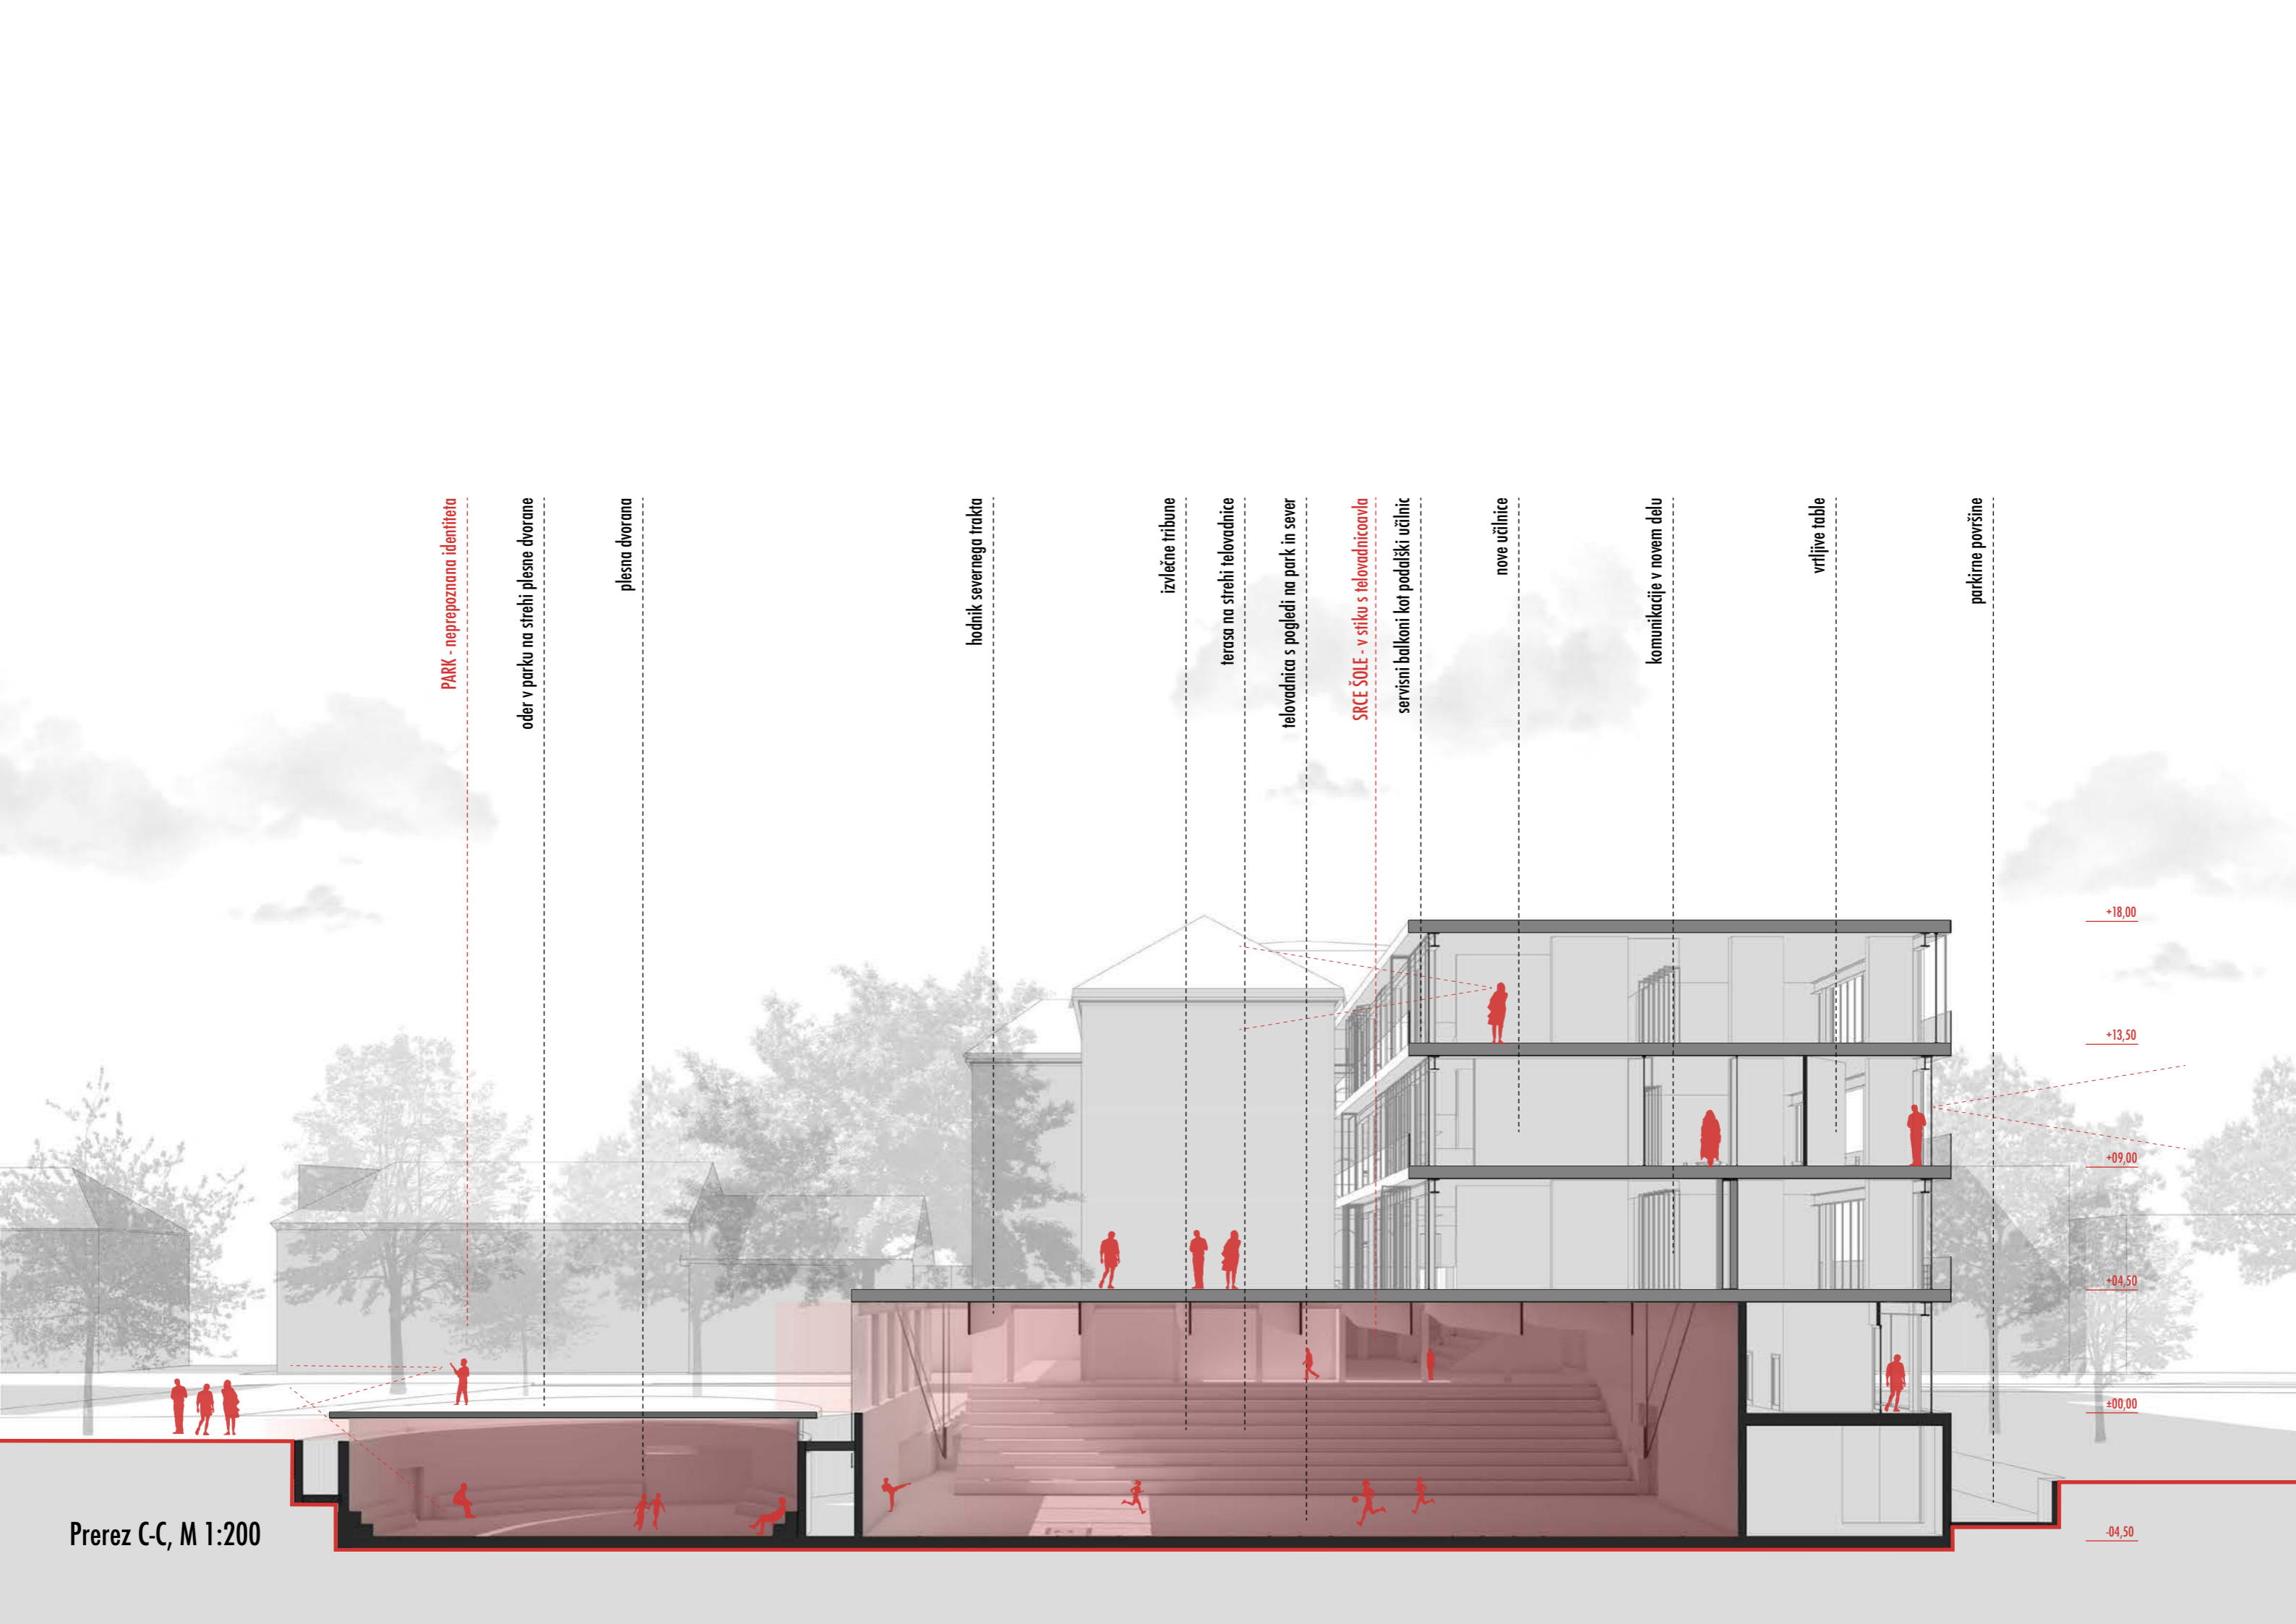 PARK - neprepoznana identiteta
oder v parku na strehi plesne dvorane
plesna dvorana
hodnik severnega trakta
izvlečne tribune
terasa na strehi telovadnice
telovadnica s pogledi na park in sever
SRCE ŠOLE - v stiku s telovadnicoavla
servisni balkoni kot podalški učilnic
nove učilnice
komunikacije v novem delu
vrtljive table
parkirne površine
+18,00
+13,50
+09,00
+04,50
±00,00
-04,50
Prerez C-C, M 1:200